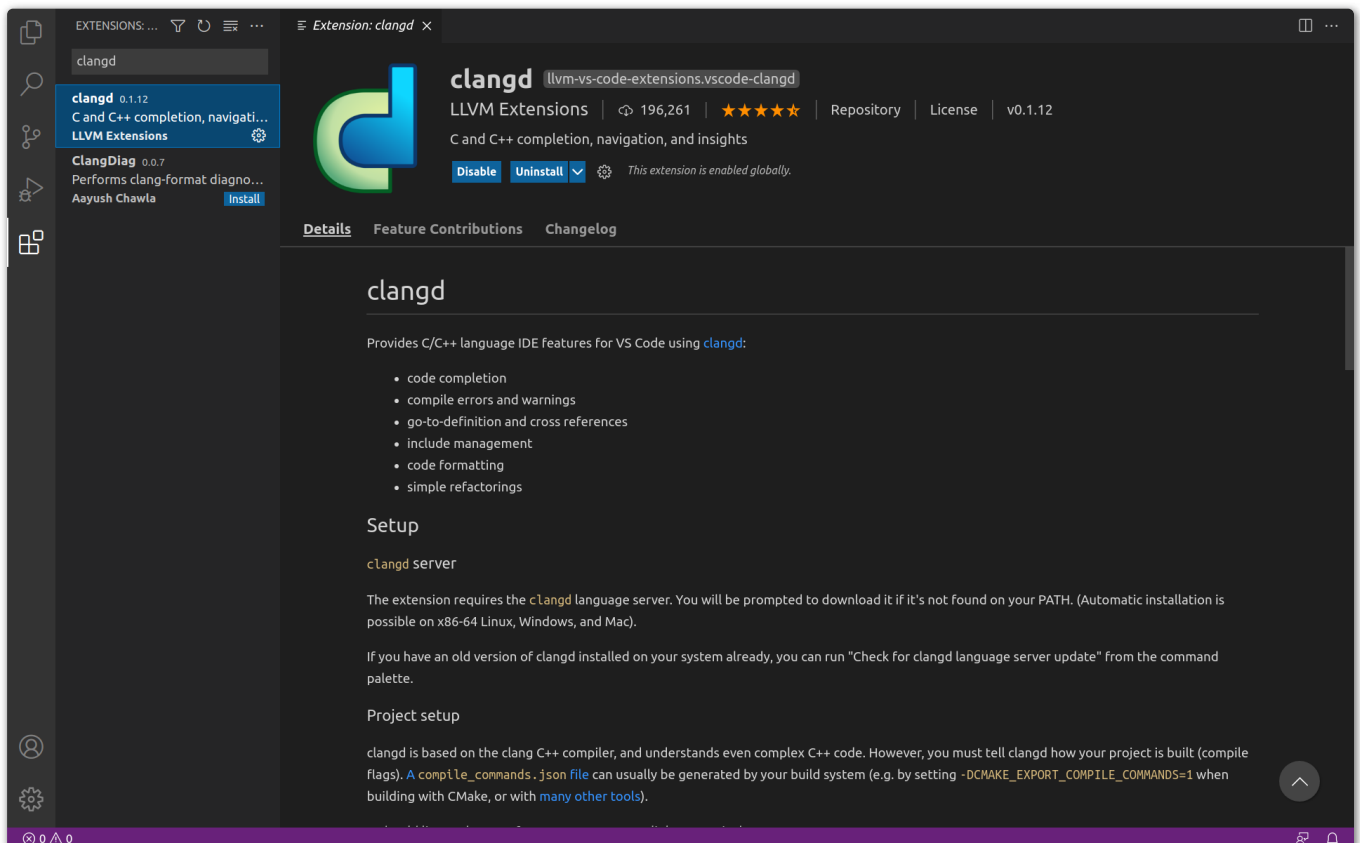 EXTENSIONS: ...
clangd
clangd 0.1.12
C and C++ completion, navigati...
LLVM Extensions
ClangDiag 0.0.7
Performs clang-format diagno...
Aayush Chawla Install
Extension: clangd
clangd llvm-vs-code-extensions.vscode-clangd
LLVM Extensions 196,261 Repository License v0.1.12
C and C++ completion, navigation, and insights
Disable Uninstall This extension is enabled globally.
Details Feature Contributions Changelog
clangd
Provides C/C++ language IDE features for VS Code using clangd:
• code completion
• compile errors and warnings
• go-to-definition and cross references
• include management
• code formatting
• simple refactorings
Setup
clangd server
The extension requires the clangd language server. You will be prompted to download it if it's not found on your PATH. (Automatic installation is
possible on x86-64 Linux, Windows, and Mac).
If you have an old version of clangd installed on your system already, you can run "Check for clangd language server update" from the command
palette.
Project setup
clangd is based on the clang C++ compiler, and understands even complex C++ code. However, you must tell clangd how your project is built (compile
flags). A compile_commands.json file can usually be generated by your build system (e.g. by setting -DCMAKE_EXPORT_COMPILE_COMMANDS=1 when
building with CMake, or with many other tools).
0 0